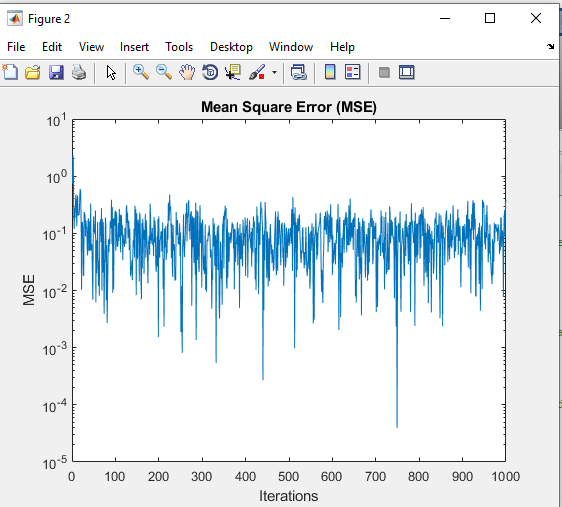 Figure 2
File Edit View Insert Tools Desktop Window Help
Mean Square Error (MSE)
10^1
10^0
10^-1
10^-2
10^-3
10^-4
10^-5
MSE
0 100 200 300 400 500 600 700 800 900 1000
Iterations